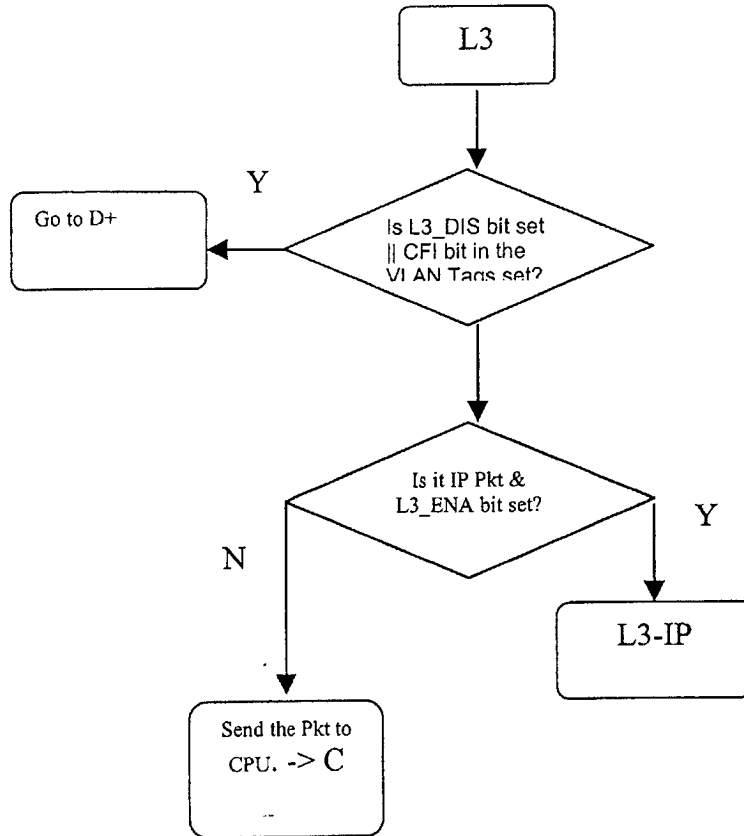 L3
Y
Go to D+
Is L3_DIS bit set
|| CFI bit in the
VLAN Tags set?
Is it IP Pkt &
L3_ENA bit set?
Y
N
L3-IP
Send the Pkt to
CPU. -> C